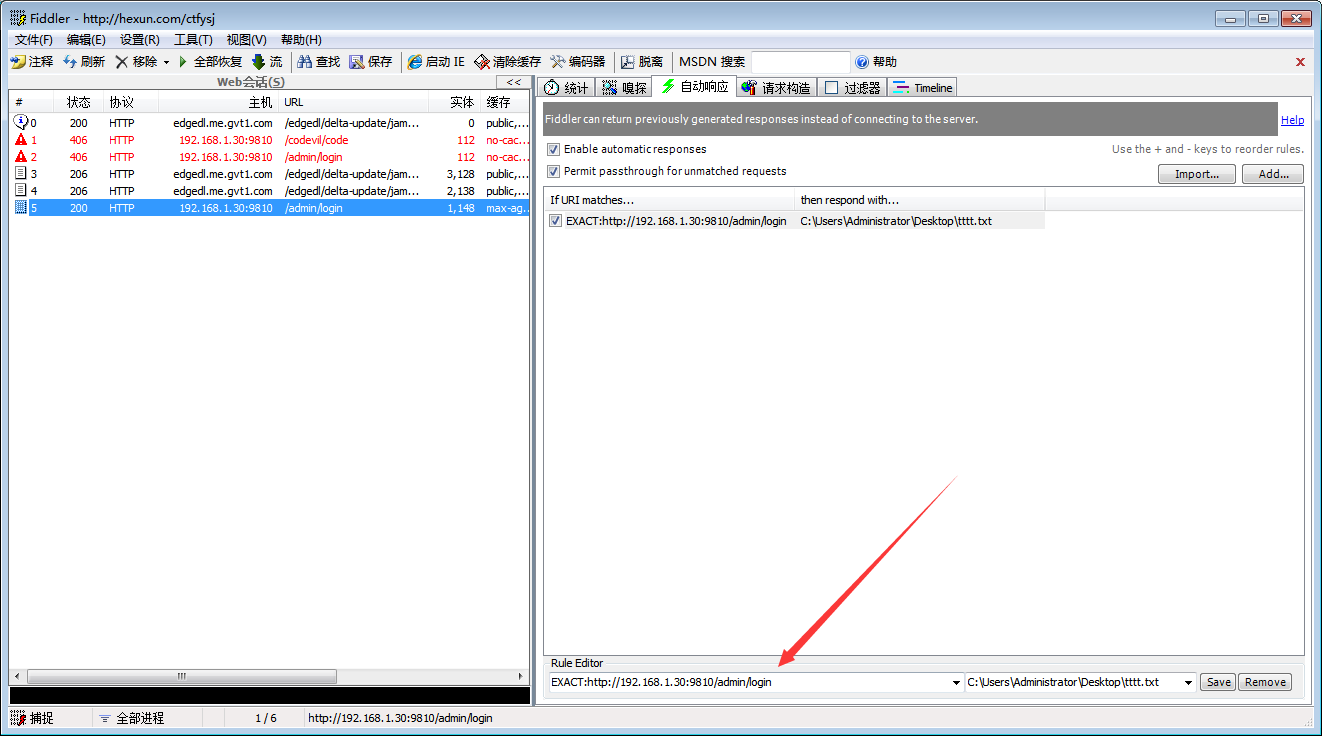 Fiddler - http://hexun.com/ctfysj
文件(F) 编辑(E) 设置(R) 工具(T) 视图(V) 帮助(H)
注释 刷新 移除 全部恢复 流 查找 保存 启动 IE 清除缓存 编码器 脱离 MSDN 搜索 帮助
Web会话(S) <<
# 状态 协议 主机 URL 实体 缓存
0 200 HTTP edgedl.me.gvt1.com /edgedl/delta-update/jam... 0 public,...
1 406 HTTP 192.168.1.30:9810 /codevil/code 112 no-cac...
2 406 HTTP 192.168.1.30:9810 /admin/login 112 no-cac...
3 206 HTTP edgedl.me.gvt1.com /edgedl/delta-update/jam... 3,128 public,...
4 206 HTTP edgedl.me.gvt1.com /edgedl/delta-update/jam... 2,138 public,...
5 200 HTTP 192.168.1.30:9810 /admin/login 1,148 max-ag...
统计 嗅探 自动响应 请求构造 过滤器 Timeline
Fiddler can return previously generated responses instead of connecting to the server. Help
Enable automatic responses Use the + and - keys to reorder rules.
Permit passthrough for unmatched requests Import... Add...
If URI matches... then respond with...
EXACT:http://192.168.1.30:9810/admin/login C:\Users\Administrator\Desktop\tttt.txt
Rule Editor
EXACT:http://192.168.1.30:9810/admin/login C:\Users\Administrator\Desktop\tttt.txt Save Remove
捕捉 全部进程 1 / 6 http://192.168.1.30:9810/admin/login